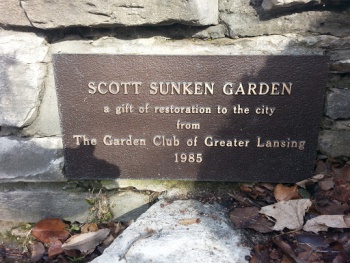 SCOTT SUNKEN GARDEN
a gift of restoration to the city
from
The Garden Club of Greater Lansing
1985